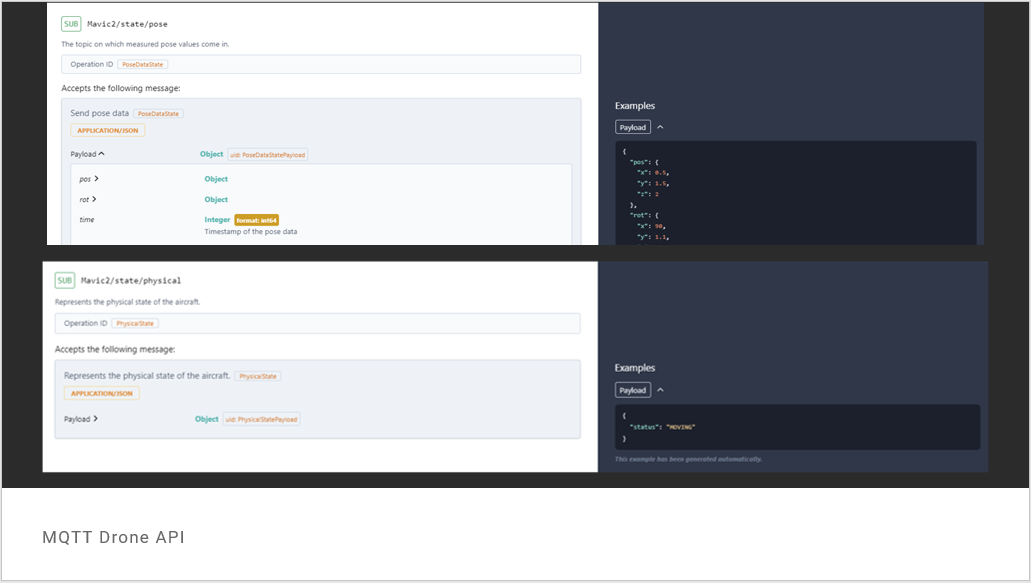 SUB Mavic2/state/pose
The topic on which measured pose values come in.
Operation ID PoseDataState
Accepts the following message:
Send pose data PoseDataState
APPLICATION/JSON
Payload Object uid: PoseDataStatePayload
pos Object
rot Object
time Integer format: int64
Timestamp of the pose data
Examples
Payload
{
"pos": {
"x": 0.5,
"y": 1.5,
"z": 2
},
"rot": {
"x": 90,
"y": 1.1,
SUB Mavic2/state/physical
Represents the physical state of the aircraft.
Operation ID PhysicalState
Accepts the following message:
Represents the physical state of the aircraft. PhysicalState
APPLICATION/JSON
Payload Object uid: PhysicalStatePayload
Examples
Payload
{
"status": "MOVING"
}
This example has been generated automatically.
MQTT Drone API